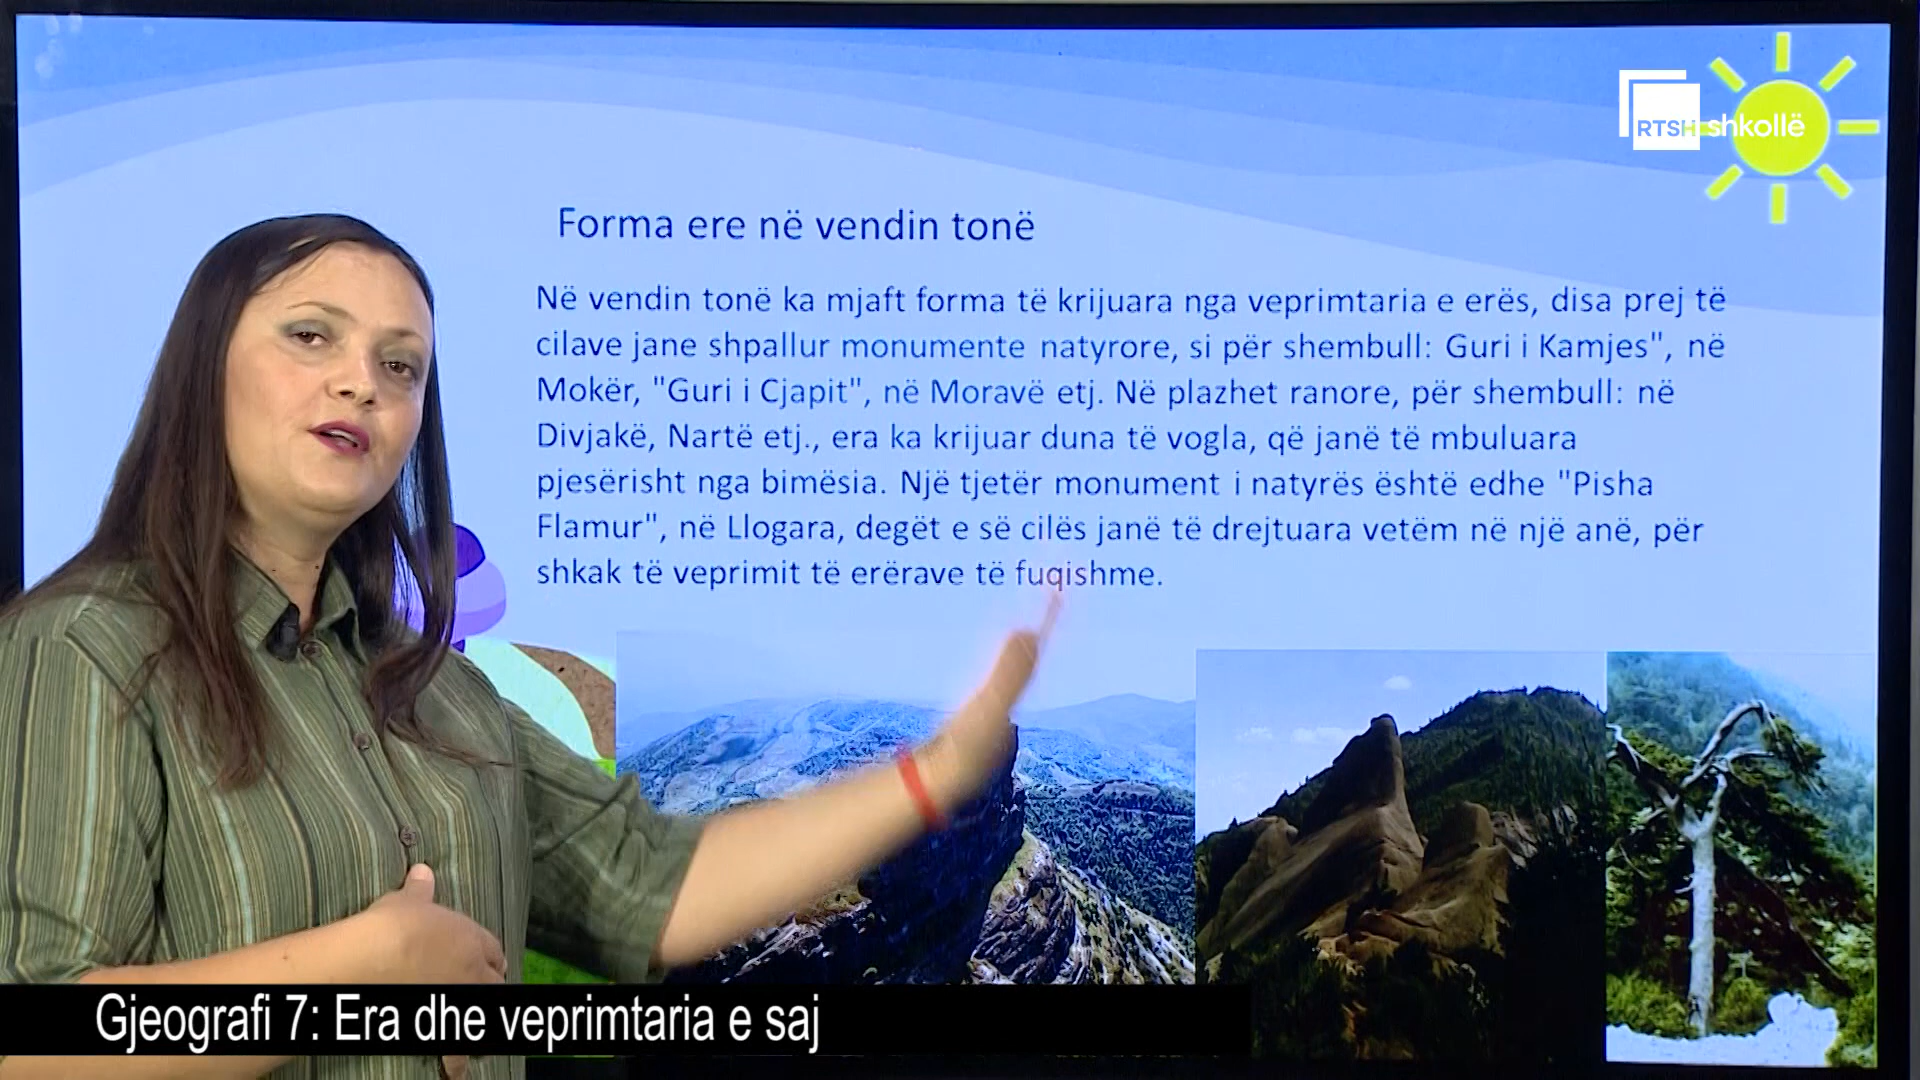 RTSH shkollë
Forma ere në vendin tonë
Në vendin tonë ka mjaft forma të krijuara nga veprimtaria e erës, disa prej të
cilave jane shpallur monumente natyrore, si për shembull: Guri i Kamjes", në
Mokër, "Guri i Cjapit", në Moravë etj. Në plazhet ranore, për shembull: në
Divjakë, Nartë etj., era ka krijuar duna të vogla, që janë të mbuluara
pjesërisht nga bimësia. Një tjetër monument i natyrës është edhe "Pisha
Flamur", në Llogara, degët e së cilës janë të drejtuara vetëm në një anë, për
shkak të veprimit të erërave të fuqishme.
Gjeografi 7: Era dhe veprimtaria e saj